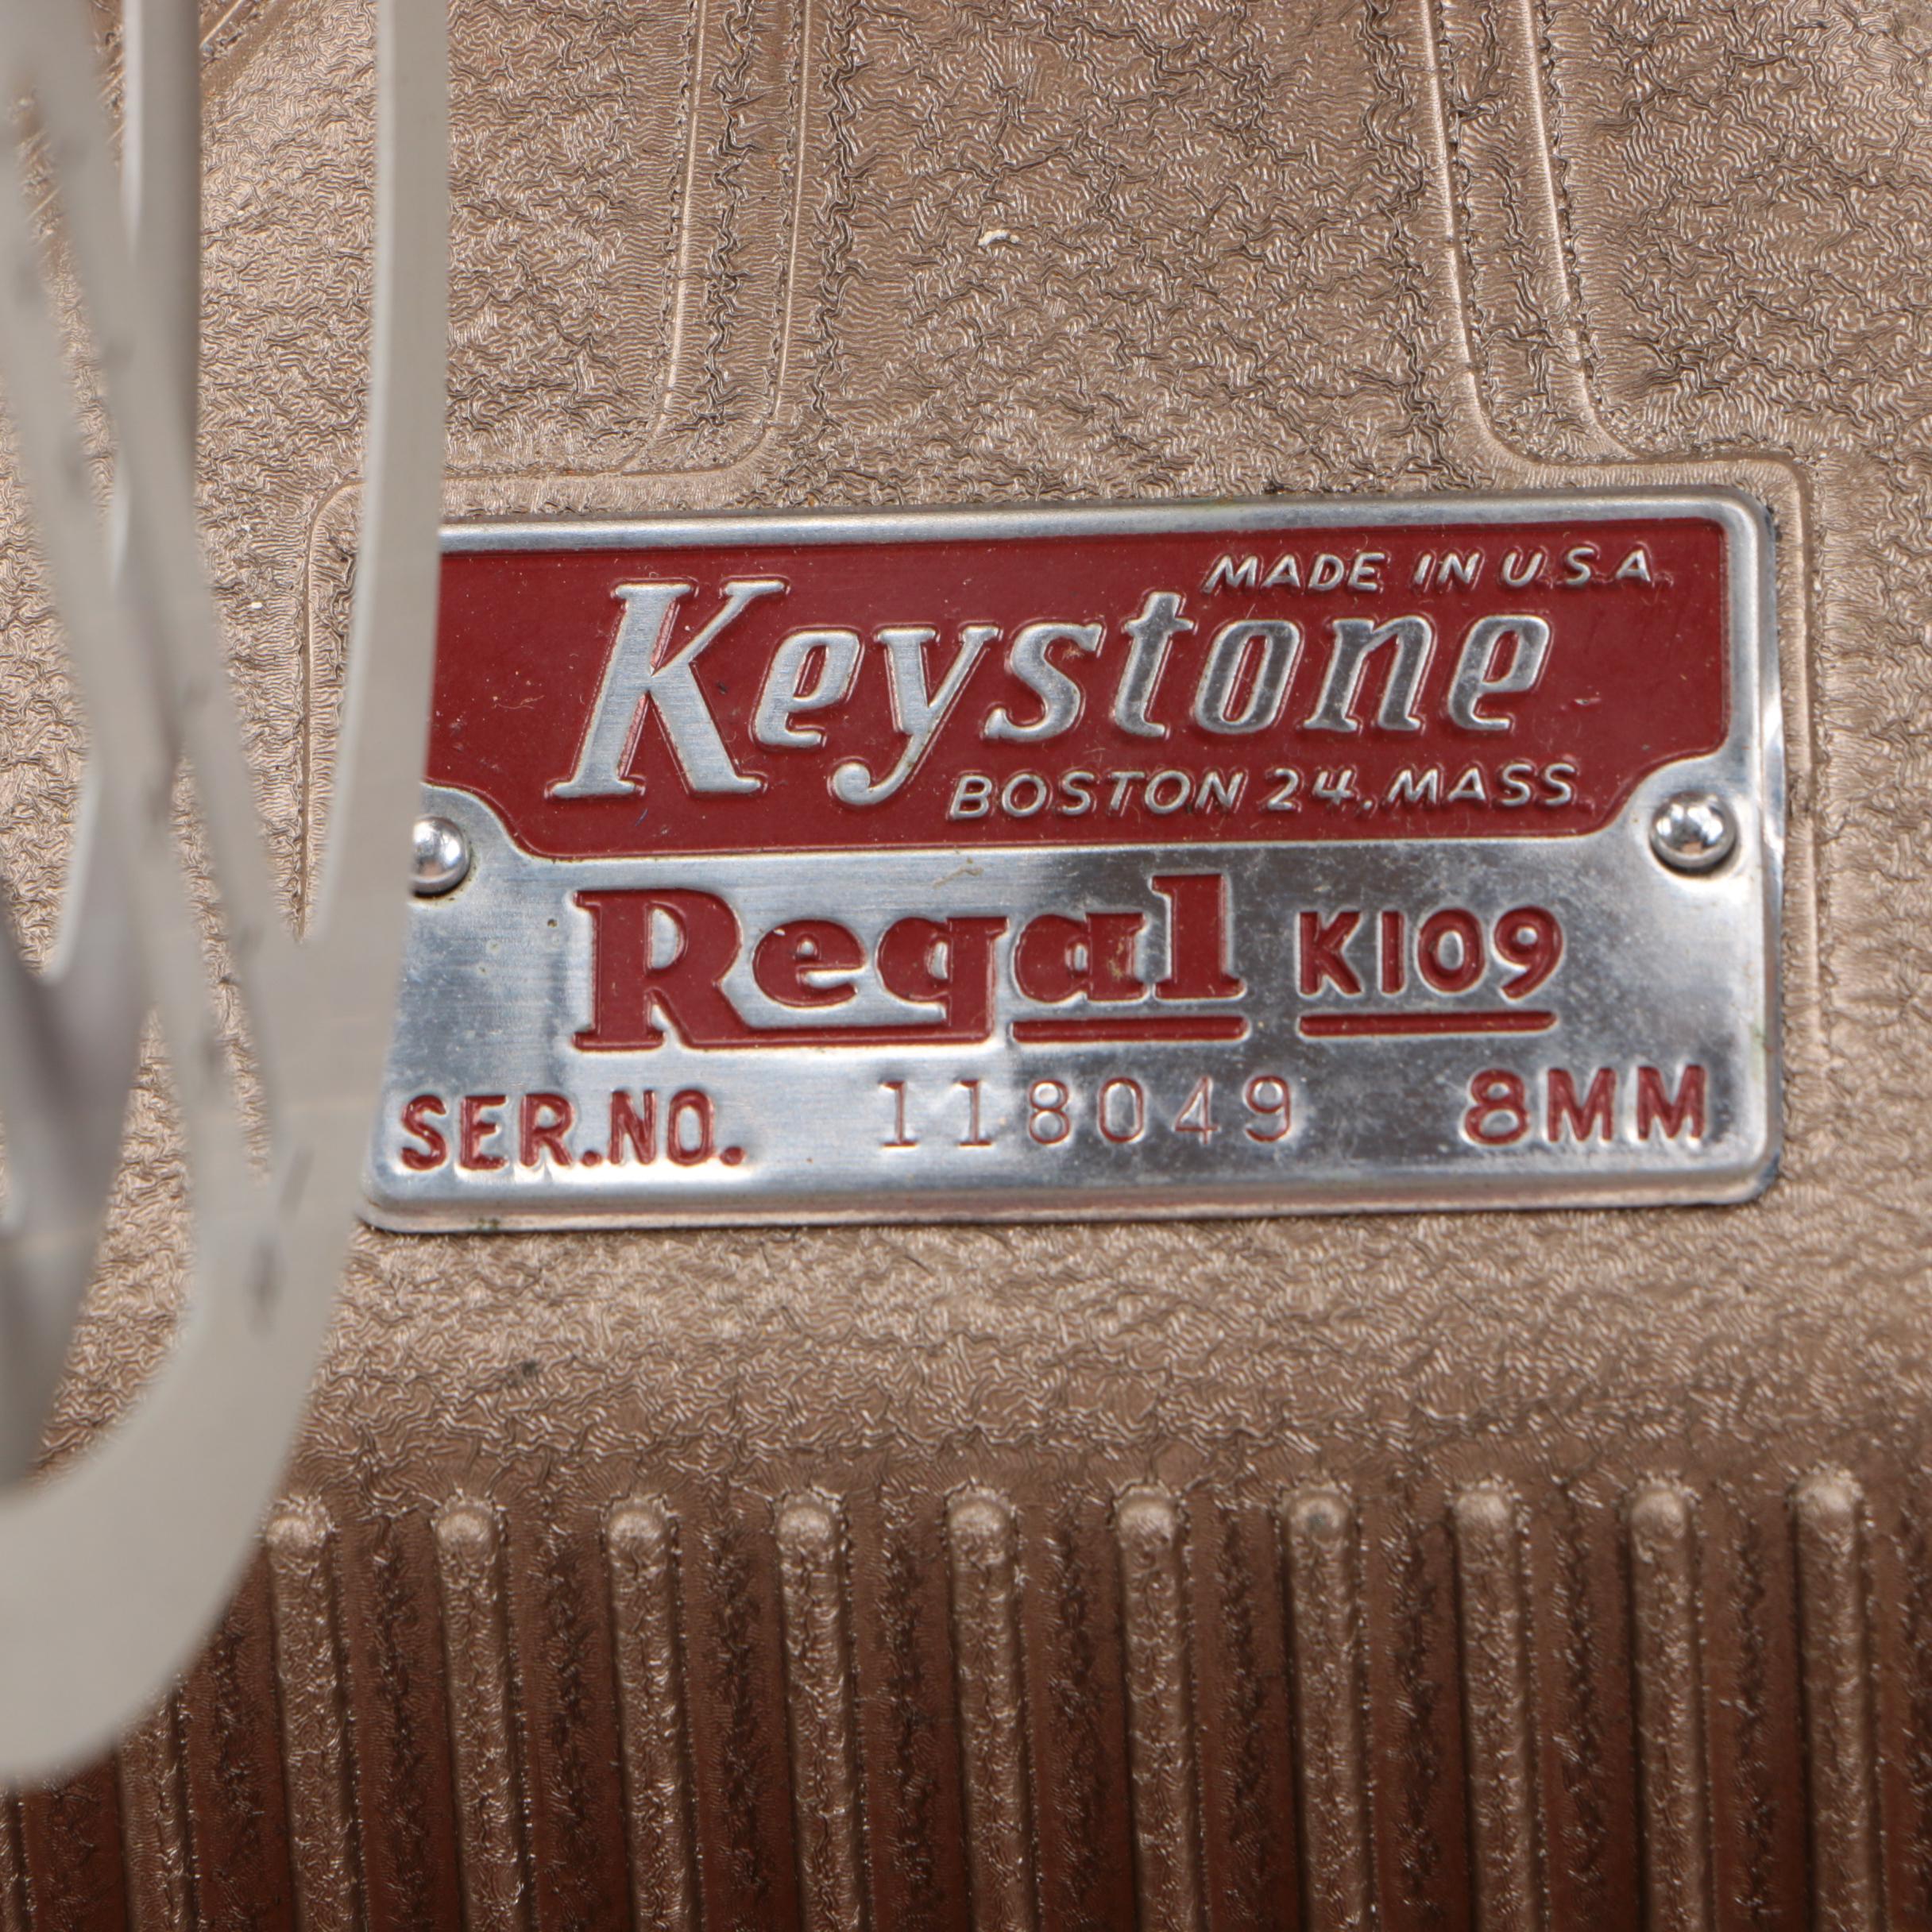 MADE IN U.S.A.
Keystone
BOSTON 24, MASS.
Regal K109
SER.NO. 118049 8MM